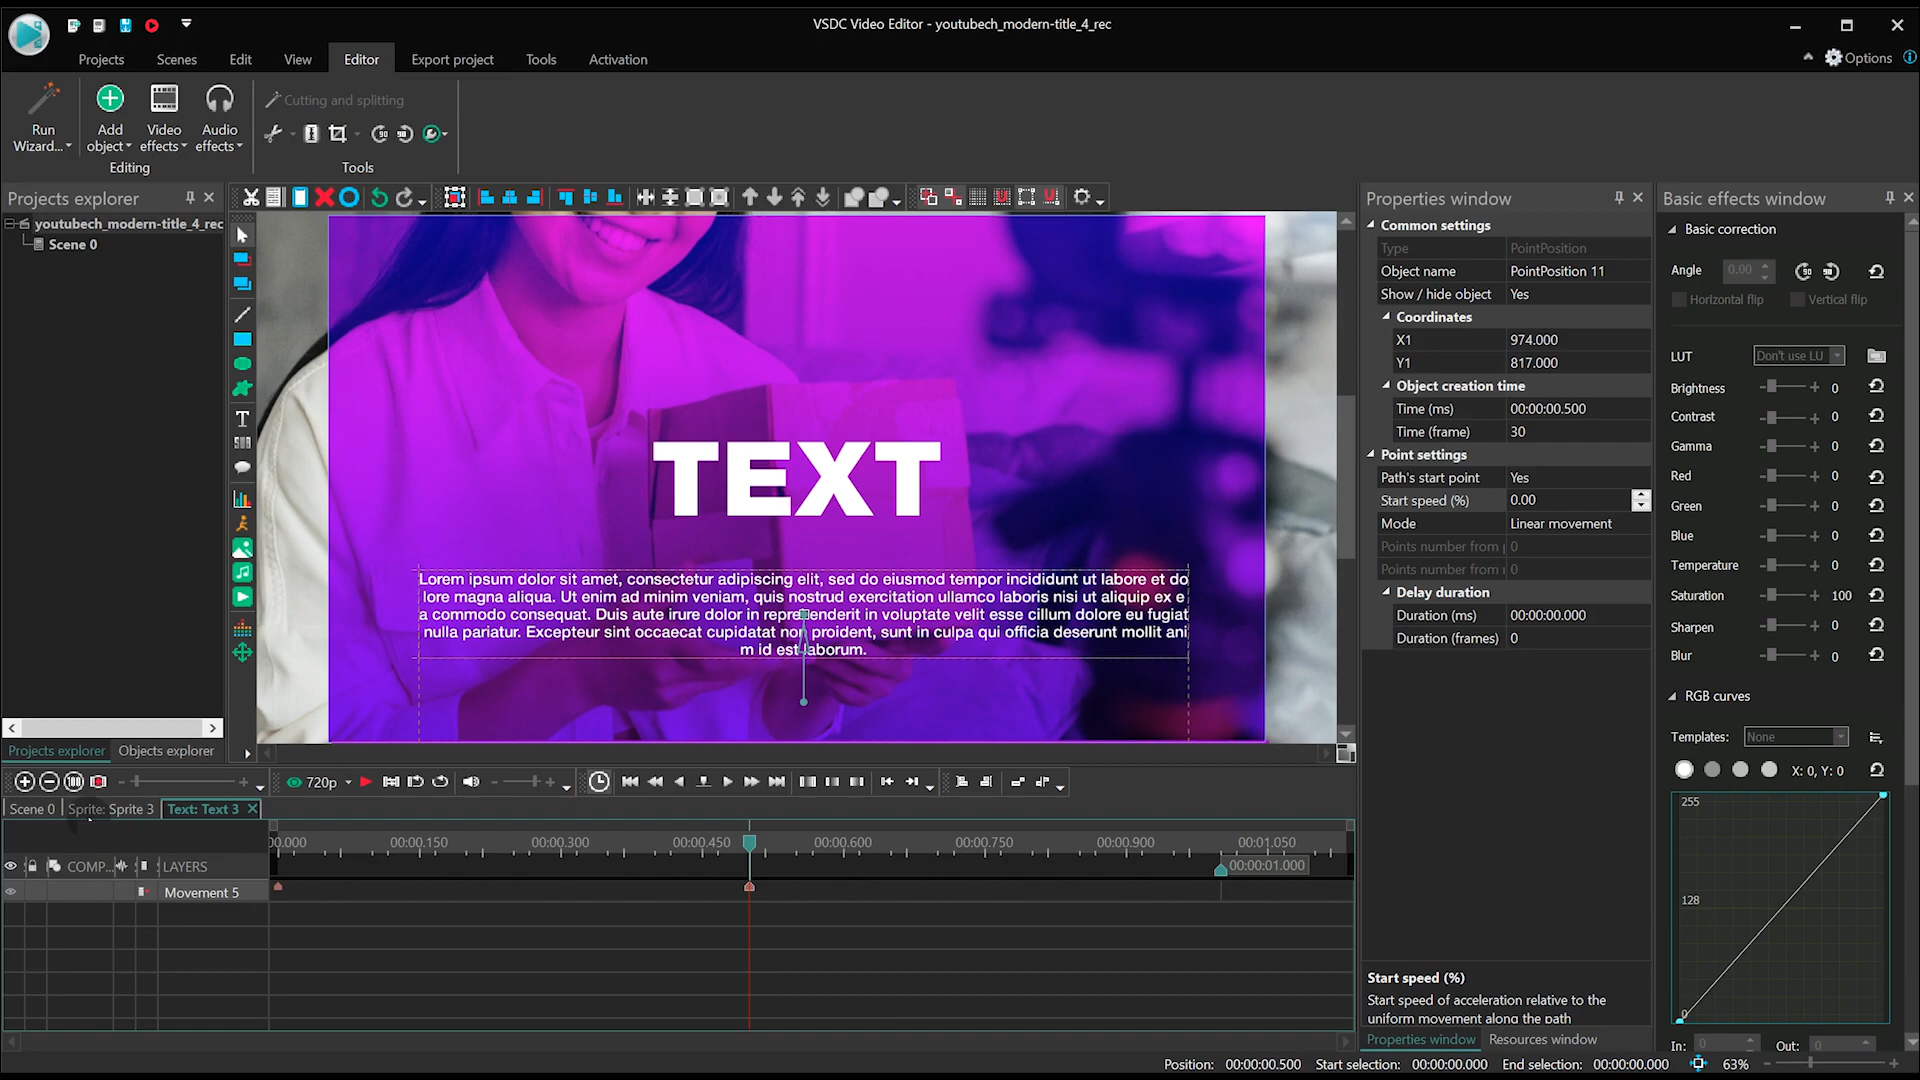 VSDC Video Editor - youtubech_modern-title_4_rec
Projects
Scenes
Edit
View
Editor
Export project
Tools
Activation
Options
Run
Wizard...
Add
object
Video
effects
Audio
effects
Editing
Cutting and splitting
Tools
Projects explorer
youtubech_modern-title_4_rec
Scene 0
Projects explorer
Objects explorer
TEXT
Lorem ipsum dolor sit amet, consectetur adipiscing elit, sed do eiusmod tempor incididunt ut labore et do
lore magna aliqua. Ut enim ad minim veniam, quis nostrud exercitation ullamco laboris nisi ut aliquip ex e
a commodo consequat. Duis aute irure dolor in reprehenderit in voluptate velit esse cillum dolore eu fugiat
nulla pariatur. Excepteur sint occaecat cupidatat non proident, sunt in culpa qui officia deserunt mollit ani
m id est laborum.
Properties window
Common settings
Type PointPosition
Object name PointPosition 11
Show / hide object Yes
Coordinates
X1 974.000
Y1 817.000
Object creation time
Time (ms) 00:00:00.500
Time (frame) 30
Point settings
Path's start point Yes
Start speed (%) 0.00
Mode Linear movement
Points number from 0
Points number from 0
Delay duration
Duration (ms) 00:00:00.000
Duration (frames) 0
Start speed (%)
Start speed of acceleration relative to the
uniform movement along the path
Properties window
Resources window
Basic effects window
Basic correction
Angle 0.00
Horizontal flip
Vertical flip
LUT Don't use LU
Brightness 0
Contrast 0
Gamma 0
Red 0
Green 0
Blue 0
Temperature 0
Saturation 100
Sharpen 0
Blur 0
RGB curves
Templates: None
X: 0, Y: 0
255
128
0
In: 0
Out: 0
720p
Scene 0
Sprite: Sprite 3
Text: Text 3
00.000
00:00.150
00:00.300
00:00.450
00:00.600
00:00.750
00:00.900
00:01.050
00:00:01.000
COMP...
LAYERS
Movement 5
Position: 00:00:00.500
Start selection: 00:00:00.000
End selection: 00:00:00.000
63%